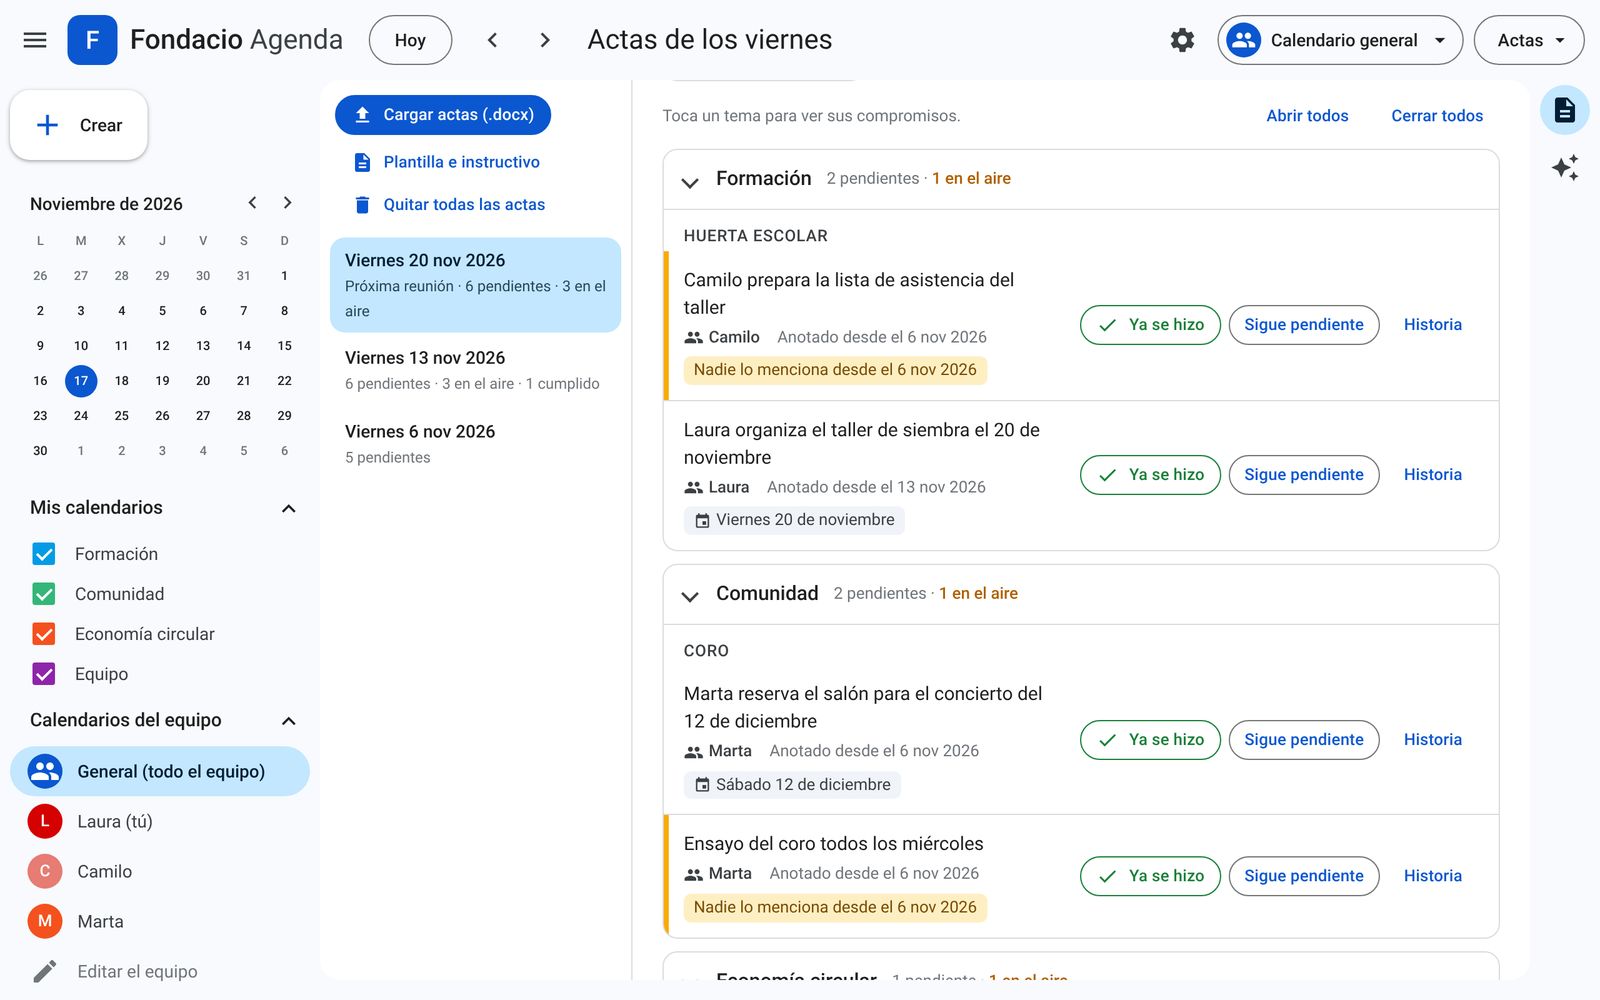 F Fondacio Agenda
Hoy
Actas de los viernes
Calendario general
Actas
Crear
Noviembre de 2026
L M X J V S D
26 27 28 29 30 31 1
2 3 4 5 6 7 8
9 10 11 12 13 14 15
16 17 18 19 20 21 22
23 24 25 26 27 28 29
30 1 2 3 4 5 6
Mis calendarios
Formación
Comunidad
Economía circular
Equipo
Calendarios del equipo
General (todo el equipo)
L Laura (tú)
C Camilo
M Marta
Editar el equipo
Cargar actas (.docx)
Plantilla e instructivo
Quitar todas las actas
Viernes 20 nov 2026
Próxima reunión · 6 pendientes · 3 en el
aire
Viernes 13 nov 2026
6 pendientes · 3 en el aire · 1 cumplido
Viernes 6 nov 2026
5 pendientes
Toca un tema para ver sus compromisos.
Abrir todos
Cerrar todos
Formación 2 pendientes · 1 en el aire
HUERTA ESCOLAR
Camilo prepara la lista de asistencia del
taller
Camilo Anotado desde el 6 nov 2026
Nadie lo menciona desde el 6 nov 2026
Ya se hizo
Sigue pendiente
Historia
Laura organiza el taller de siembra el 20 de
noviembre
Laura Anotado desde el 13 nov 2026
Viernes 20 de noviembre
Ya se hizo
Sigue pendiente
Historia
Comunidad 2 pendientes · 1 en el aire
CORO
Marta reserva el salón para el concierto del
12 de diciembre
Marta Anotado desde el 6 nov 2026
Sábado 12 de diciembre
Ya se hizo
Sigue pendiente
Historia
Ensayo del coro todos los miércoles
Marta Anotado desde el 6 nov 2026
Nadie lo menciona desde el 6 nov 2026
Ya se hizo
Sigue pendiente
Historia
Economía circular 1 pendiente · 1 en el aire